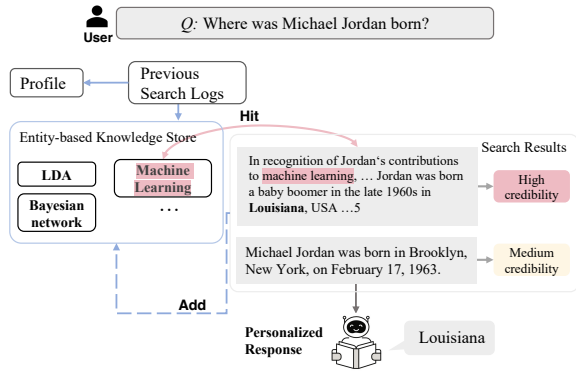 Q: Where was Michael Jordan born?
User
Profile
Previous
Search Logs
Hit
Entity-based Knowledge Store
LDA
Bayesian
network
Machine
Learning
...
Search Results
In recognition of Jordan‘s contributions
to machine learning, … Jordan was born
a baby boomer in the late 1960s in
Louisiana, USA …5
High
credibility
Michael Jordan was born in Brooklyn,
New York, on February 17, 1963.
Medium
credibility
Add
Personalized
Response
Louisiana